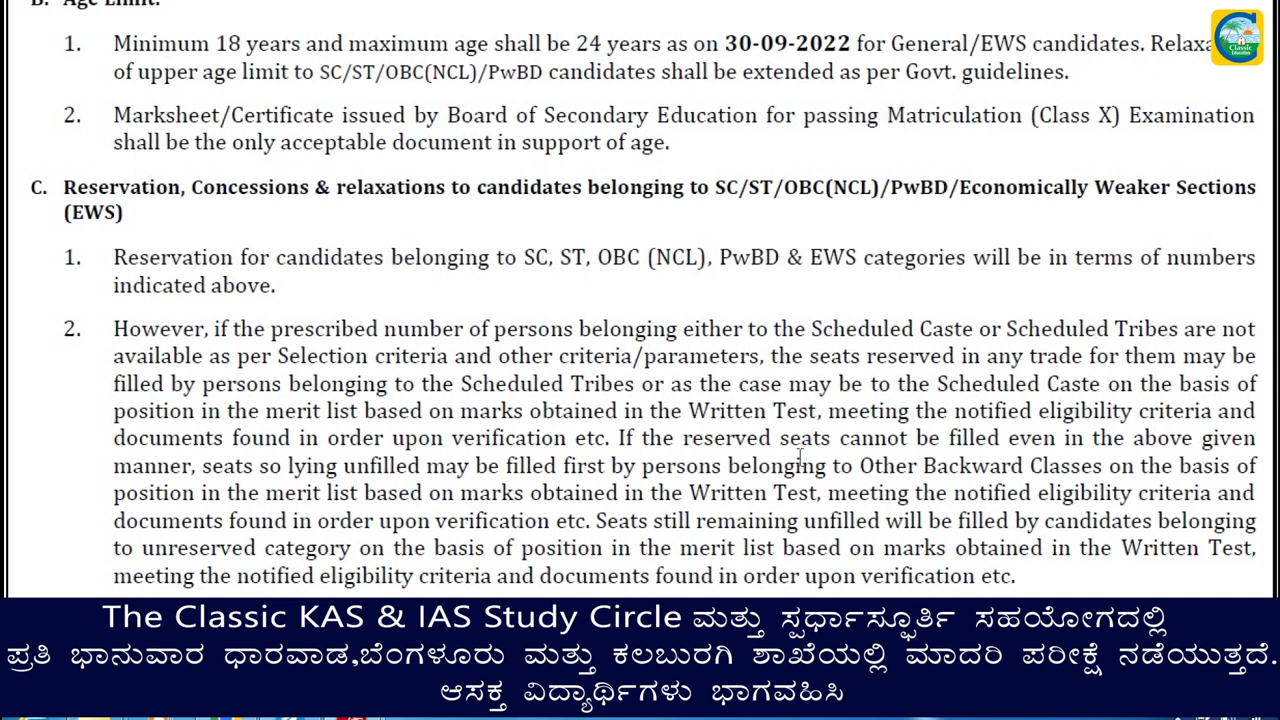 B. Age Limit:
1. Minimum 18 years and maximum age shall be 24 years as on 30-09-2022 for General/EWS candidates.
of upper age limit to SC/ST/OBC(NCL)/PwBD candidates shall be extended as per Govt. guidelines.
2. Marksheet/Certificate issued by Board of Secondary Education for passing Matriculation (Class X) Examination
shall be the only acceptable document in support of age.
C. Reservation, Concessions & relaxations to candidates belonging to SC/ST/OBC(NCL)/PwBD/Economically Weaker Sections
(EWS)
1. Reservation for candidates belonging to SC, ST, OBC (NCL), PwBD & EWS categories will be in terms of numbers
indicated above.
2. However, if the prescribed number of persons belonging either to the Scheduled Caste or Scheduled Tribes are not
available as per Selection criteria and other criteria/parameters, the seats reserved in any trade for them may be
filled by persons belonging to the Scheduled Tribes or as the case may be to the Scheduled Caste on the basis of
position in the merit list based on marks obtained in the Written Test, meeting the notified eligibility criteria and
documents found in order upon verification etc. If the reserved seats cannot be filled even in the above given
manner, seats so lying unfilled may be filled first by persons belonging to Other Backward Classes on the basis of
position in the merit list based on marks obtained in the Written Test, meeting the notified eligibility criteria and
documents found in order upon verification etc. Seats still remaining unfilled will be filled by candidates belonging
to unreserved category on the basis of position in the merit list based on marks obtained in the Written Test,
meeting the notified eligibility criteria and documents found in order upon verification etc.
Classic
Education
The Classic KAS & IAS Study Circle ಮತ್ತು ಸ್ಪರ್ಧಾಸ್ಫೂರ್ತಿ ಸಹಯೋಗದಲ್ಲಿ
ಪ್ರತಿ ಭಾನುವಾರ ಧಾರವಾಡ,ಬೆಂಗಳೂರು ಮತ್ತು ಕಲಬುರಗಿ ಶಾಖೆಯಲ್ಲಿ ಮಾದರಿ ಪರೀಕ್ಷೆ ನಡೆಯುತ್ತದೆ.
ಆಸಕ್ತ ವಿದ್ಯಾರ್ಥಿಗಳು ಭಾಗವಹಿಸಿ